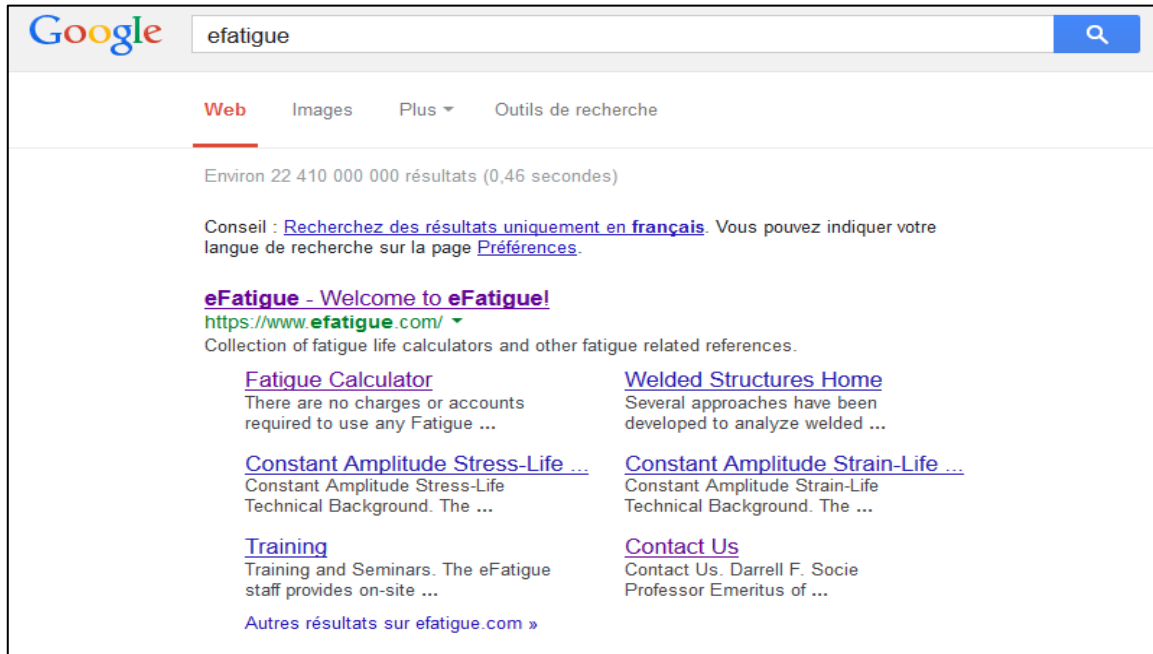 Google efatigue
Web Images Plus Outils de recherche
Environ 22 410 000 000 résultats (0,46 secondes)
Conseil : Recherchez des résultats uniquement en français. Vous pouvez indiquer votre
langue de recherche sur la page Préférences.
eFatigue - Welcome to eFatigue!
https://www.efatigue.com/
Collection of fatigue life calculators and other fatigue related references.
Fatigue Calculator
There are no charges or accounts
required to use any Fatigue ...
Welded Structures Home
Several approaches have been
developed to analyze welded ...
Constant Amplitude Stress-Life ...
Constant Amplitude Stress-Life
Technical Background. The ...
Constant Amplitude Strain-Life ...
Constant Amplitude Strain-Life
Technical Background. The ...
Training
Training and Seminars. The eFatigue
staff provides on-site ...
Contact Us
Contact Us. Darrell F. Socie
Professor Emeritus of ...
Autres résultats sur efatigue.com »